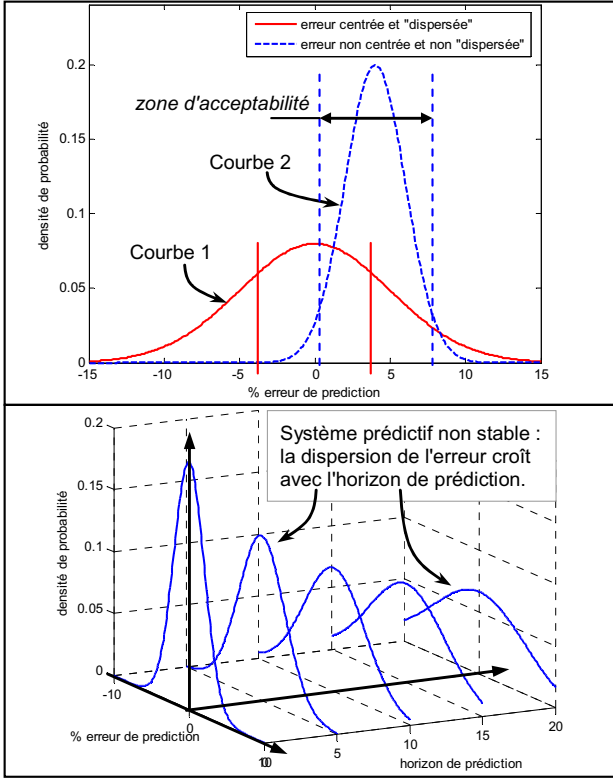 erreur centrée et "dispersée"
erreur non centrée et non "dispersée"
0.2
zone d'acceptabilité
0.15
Courbe 2
densité de probabilité
0.1
Courbe 1
0.05
0
-15 -10 -5 0 5 10 15
% erreur de prediction
0.2
Système prédictif non stable :
la dispersion de l'erreur croît
avec l'horizon de prédiction.
0.15
densité de probabilité
0.1
0.05
0
-10
0
10
% erreur de prediction
0 5 10 15 20
horizon de prédiction